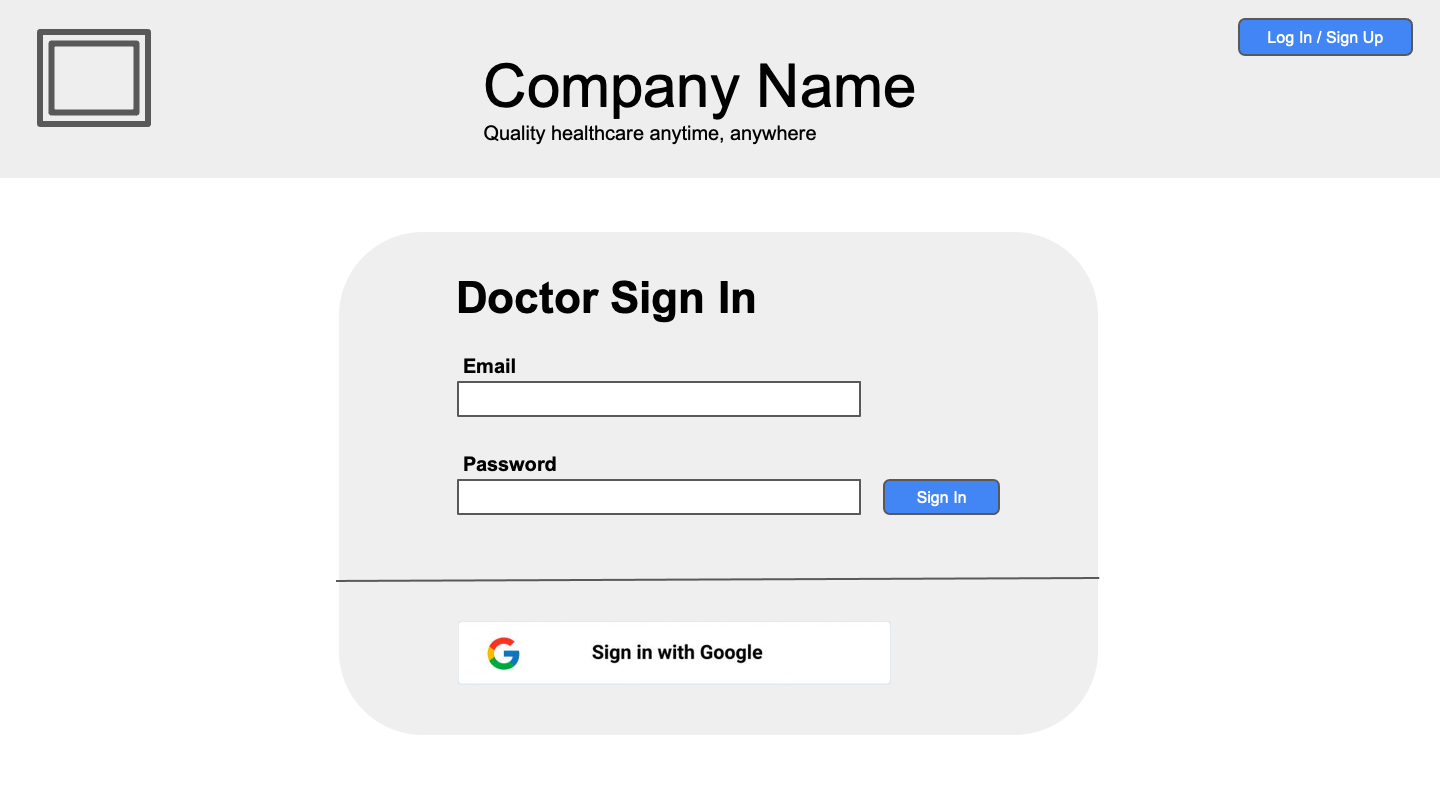 Log In / Sign Up
Company Name
Quality healthcare anytime, anywhere
Doctor Sign In
Email
Password
Sign In
Sign in with Google